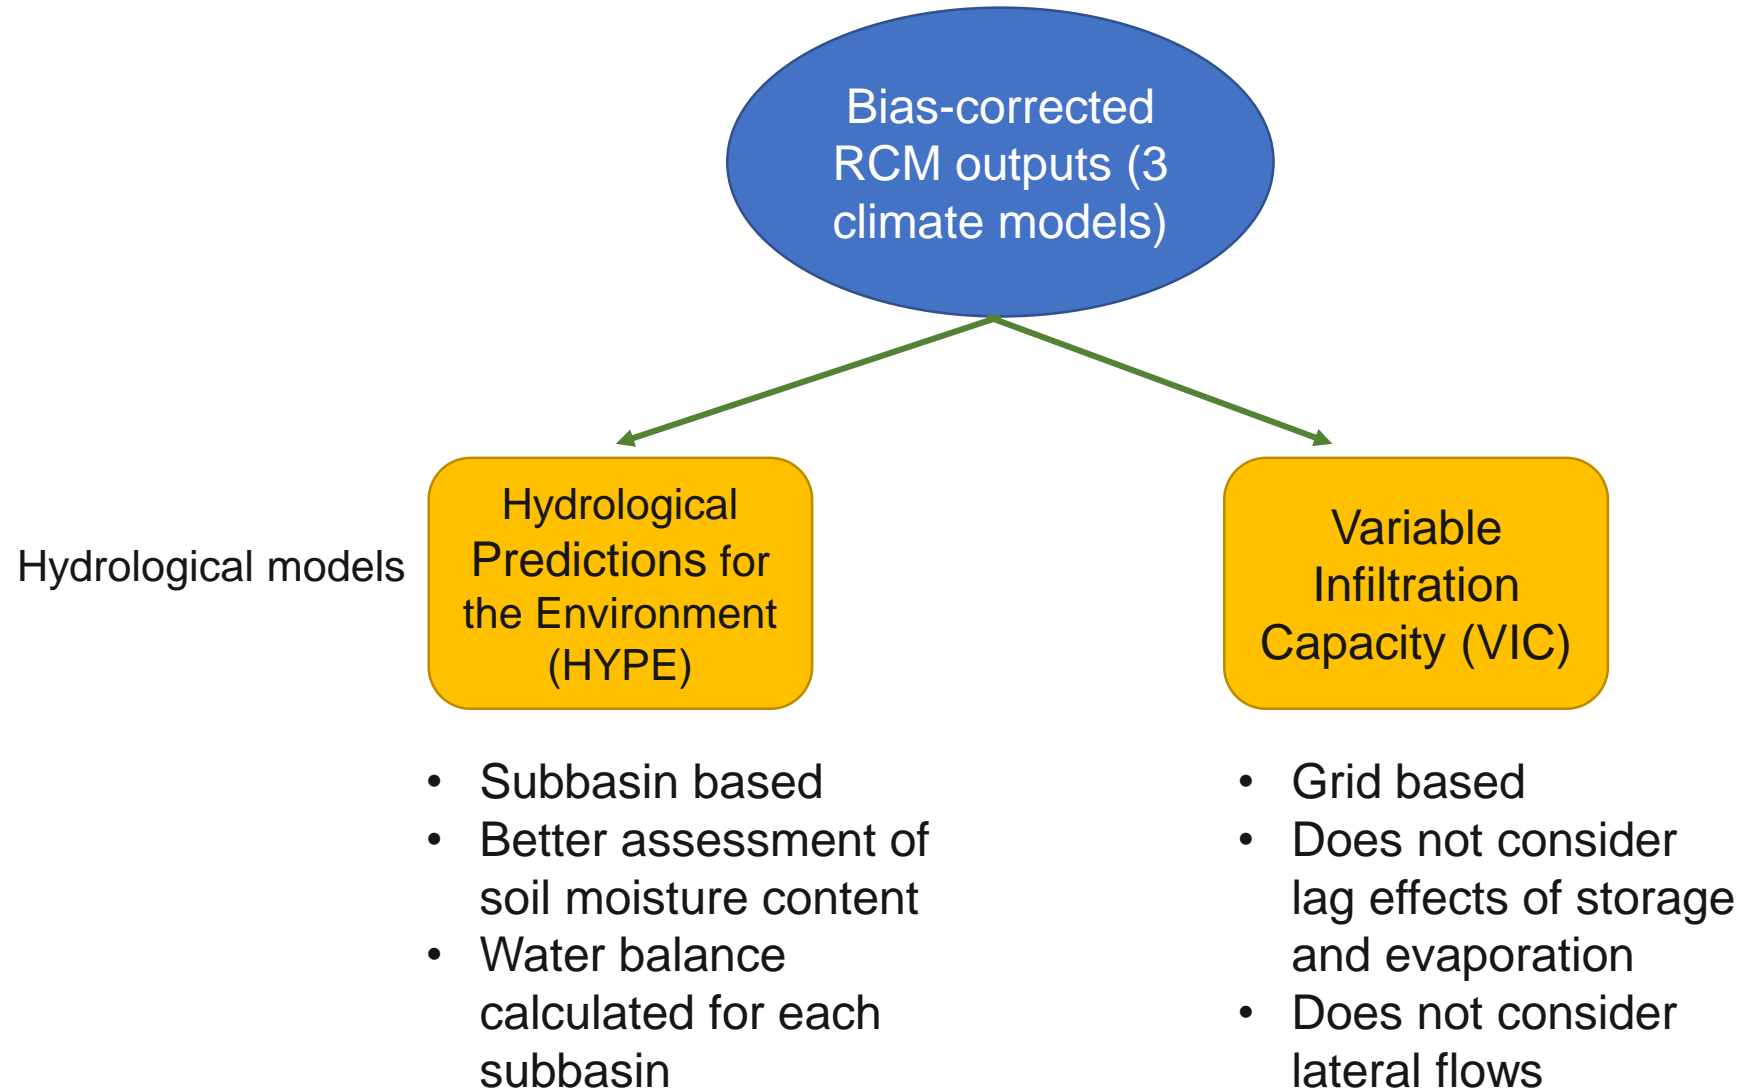 Bias-corrected
RCM outputs (3
climate models)
Hydrological models
Hydrological
Predictions for
the Environment
(HYPE)
Variable
Infiltration
Capacity (VIC)
• Subbasin based
• Better assessment of
soil moisture content
• Water balance
calculated for each
subbasin
• Grid based
• Does not consider
lag effects of storage
and evaporation
• Does not consider
lateral flows